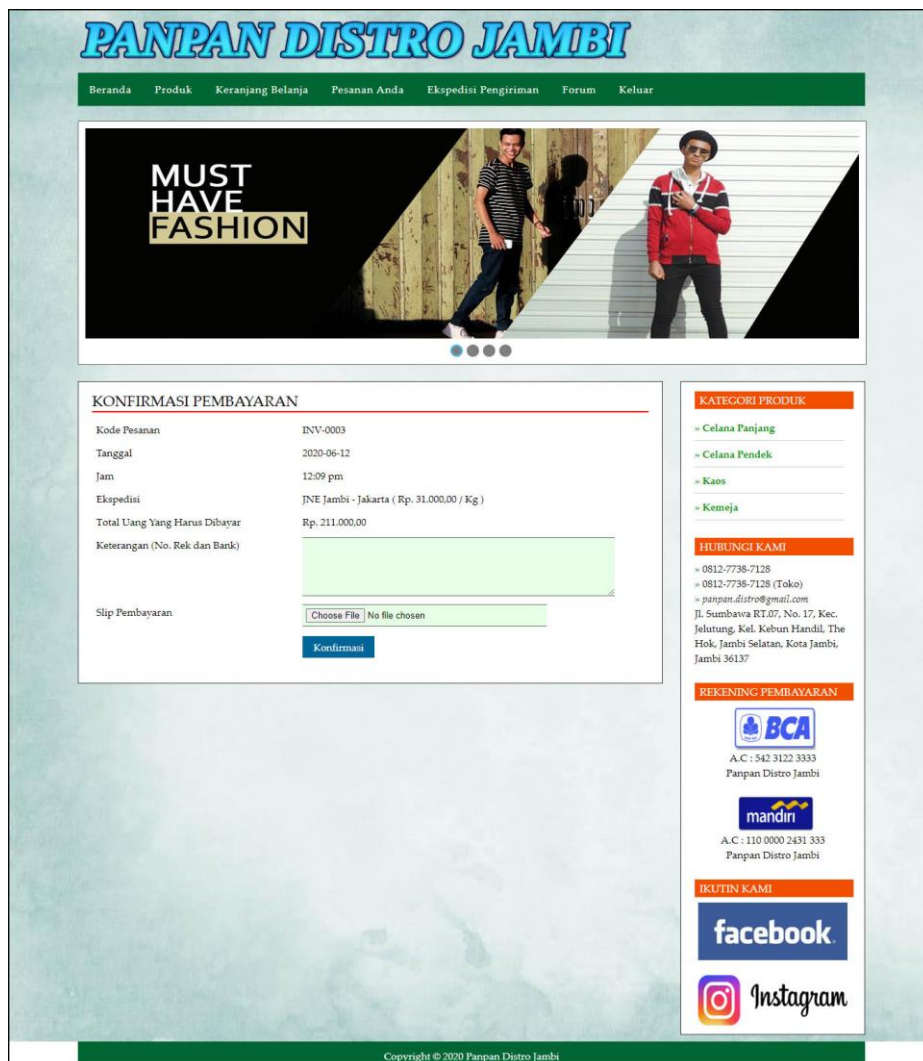 PANPAN DISTRO JAMBI
Beranda Produk Keranjang Belanja Pesanan Anda Ekspedisi Pengiriman Forum Keluar
MUST
HAVE
FASHION
KONFIRMASI PEMBAYARAN
Kode Pesanan INV-0003
Tanggal 2020-06-12
Jam 12:09 pm
Ekspedisi JNE Jambi - Jakarta ( Rp. 31.000,00 / Kg )
Total Uang Yang Harus Dibayar Rp. 211.000,00
Keterangan (No. Rek dan Bank)
Slip Pembayaran Choose File No file chosen
Konfirmasi
KATEGORI PRODUK
» Celana Panjang
» Celana Pendek
» Kaos
» Kemeja
HUBUNGI KAMI
» 0812-7738-7128
» 0812-7738-7128 (Toko)
» panpan.distro@gmail.com
Jl. Sumbawa RT.07, No. 17, Kec.
Jelutung, Kel. Kebun Handil, The
Hok, Jambi Selatan, Kota Jambi,
Jambi 36137
REKENING PEMBAYARAN
BCA
A.C : 542 3122 3333
Panpan Distro Jambi
mandiri
A.C : 110 0000 2431 333
Panpan Distro Jambi
IKUTIN KAMI
facebook
Instagram
Copyright © 2020 Panpan Distro Jambi